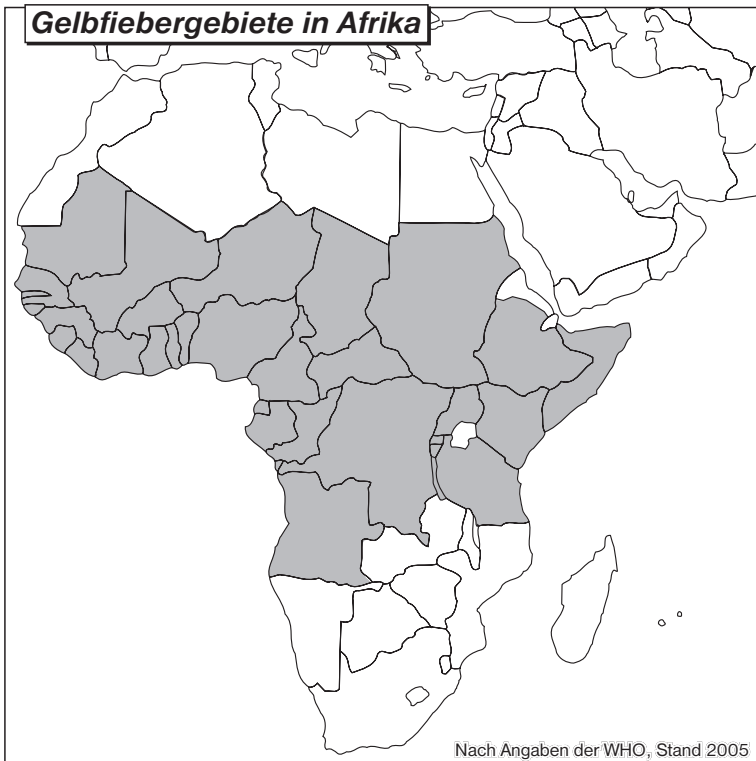 Gelbfiebergebiete in Afrika
Nach Angaben der WHO, Stand 2005